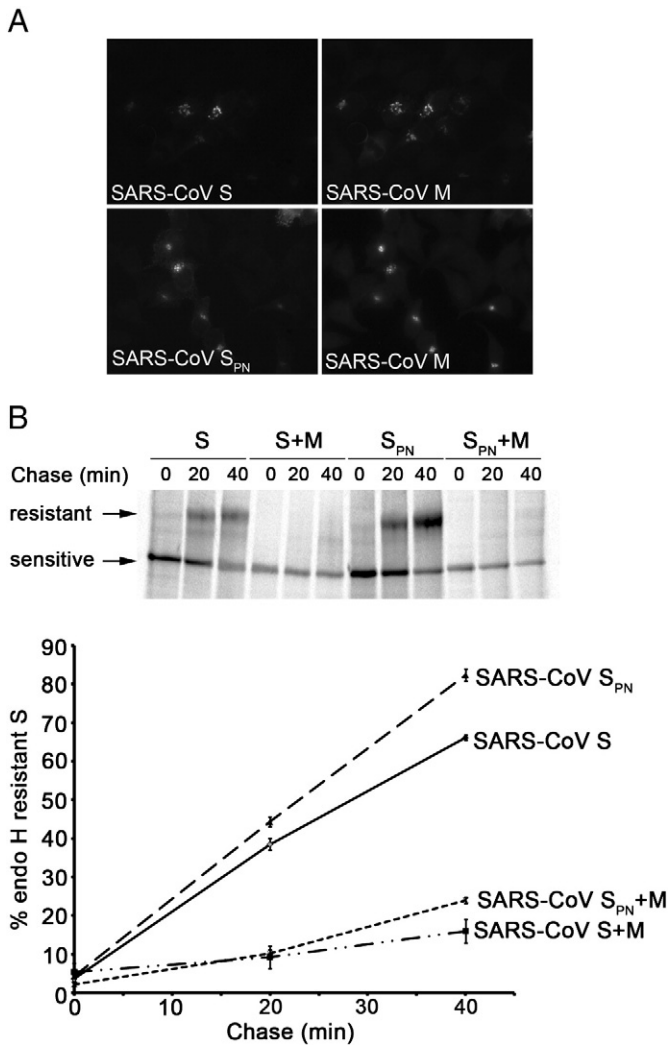 A
SARS-CoV S
SARS-CoV M
SARS-CoV SPN
SARS-CoV M
B
S S+M SPN SPN+M
Chase (min) 0 20 40 0 20 40 0 20 40 0 20 40
resistant
sensitive
90
80
70
60
50
40
30
20
10
0
% endo H resistant S
SARS-CoV SPN
SARS-CoV S
SARS-CoV SPN+M
SARS-CoV S+M
0 10 20 30 40
Chase (min)